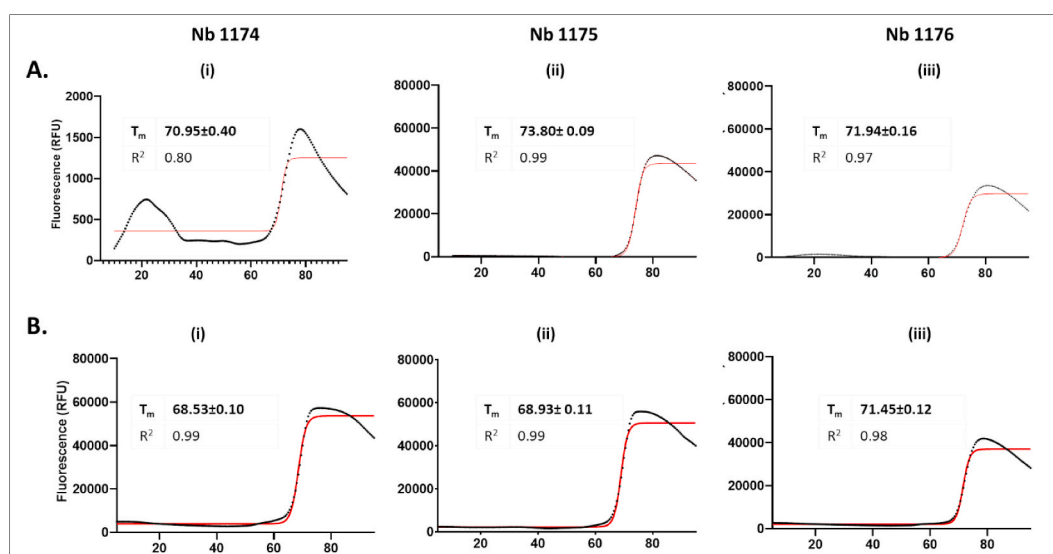 Nb 1174 Nb 1175 Nb 1176
A.
(i) (ii) (iii)
Fluorescence (RFU)
2000
1500
1000
500
0
20 40 60 80
Tm 70.95±0.40
R² 0.80
80000
60000
40000
20000
0
20 40 60 80
Tm 73.80± 0.09
R² 0.99
80000
60000
40000
20000
0
20 40 60 80
Tm 71.94±0.16
R² 0.97
B.
(i) (ii) (iii)
Fluorescence (RFU)
80000
60000
40000
20000
0
20 40 60 80
Tm 68.53±0.10
R² 0.99
80000
60000
40000
20000
0
20 40 60 80
Tm 68.93± 0.11
R² 0.99
80000
60000
40000
20000
0
20 40 60 80
Tm 71.45±0.12
R² 0.98